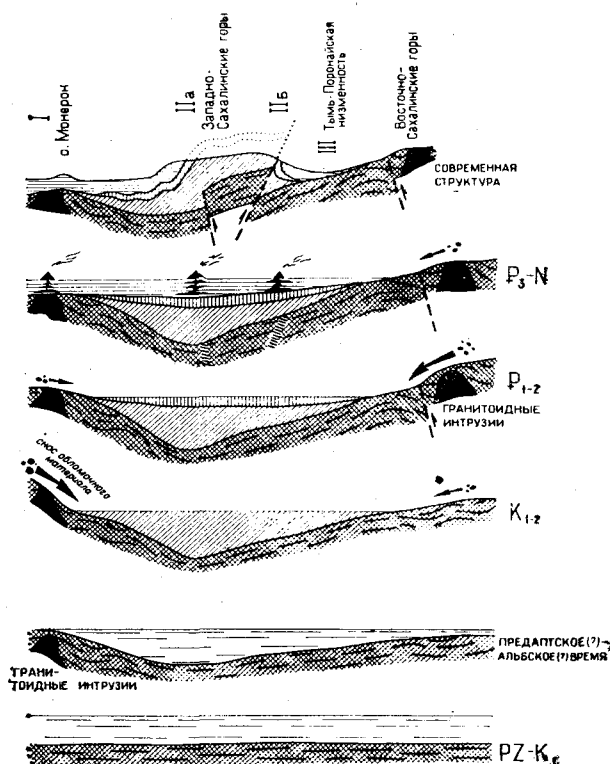 I
о. Монерон
IIа
Западно-
Сахалинские горы
IIб
III
Тымь-Поронайская
низменность
Восточно-
Сахалинские горы
СОВРЕМЕННАЯ
СТРУКТУРА
P₃-N
P₁₋₂
ГРАНИТОИДНЫЕ
ИНТРУЗИИ
снос обломочного
материала
K₁₋₂
ПРЕДАПТСКОЕ(?)-
АЛЬБСКОЕ(?) ВРЕМЯ
ГРАНИ-
ТОИДНЫЕ ИНТРУЗИИ